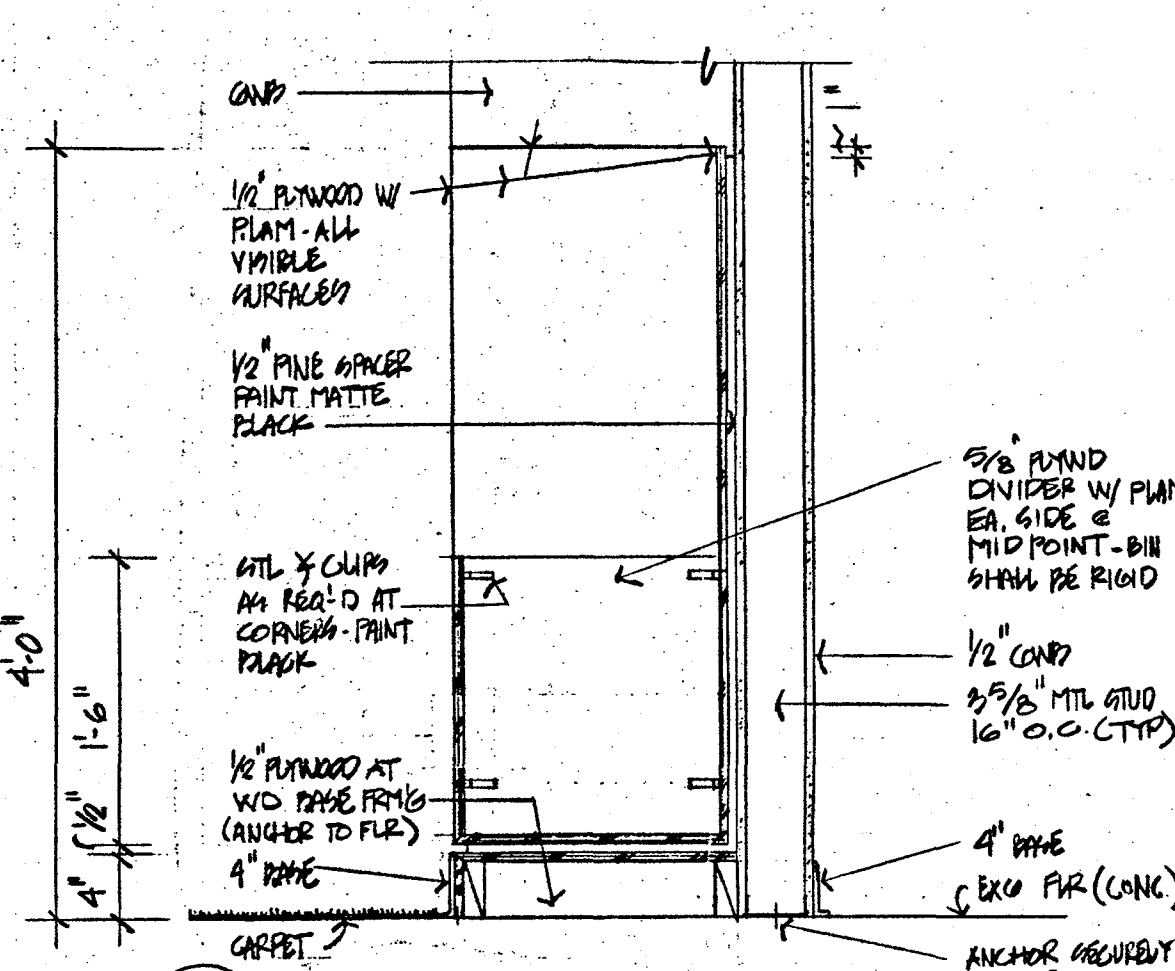 GWB
1/2" PLYWOOD W/
P.LAM-ALL
VISIBLE
SURFACES
1/2" PINE SPACER
PAINT MATTE
BLACK
STL CLIPS
AS REQ'D AT
CORNERS-PAINT
BLACK
1/2" PLYWOOD AT
WD BASE FRM'G
(ANCHOR TO FLR)
4" BASE
CARPET
4'-0"
1'-6"
1/2"
4"
1"
5/8" PLYWD
DIVIDER W/ PLAM
EA. SIDE @
MIDPOINT-BIN
SHALL BE RIGID
1/2" GWB
3 5/8" MTL STUD
16" O.C. (TYP)
4" BASE
EXG FLR (CONC.)
ANCHOR SECURELY